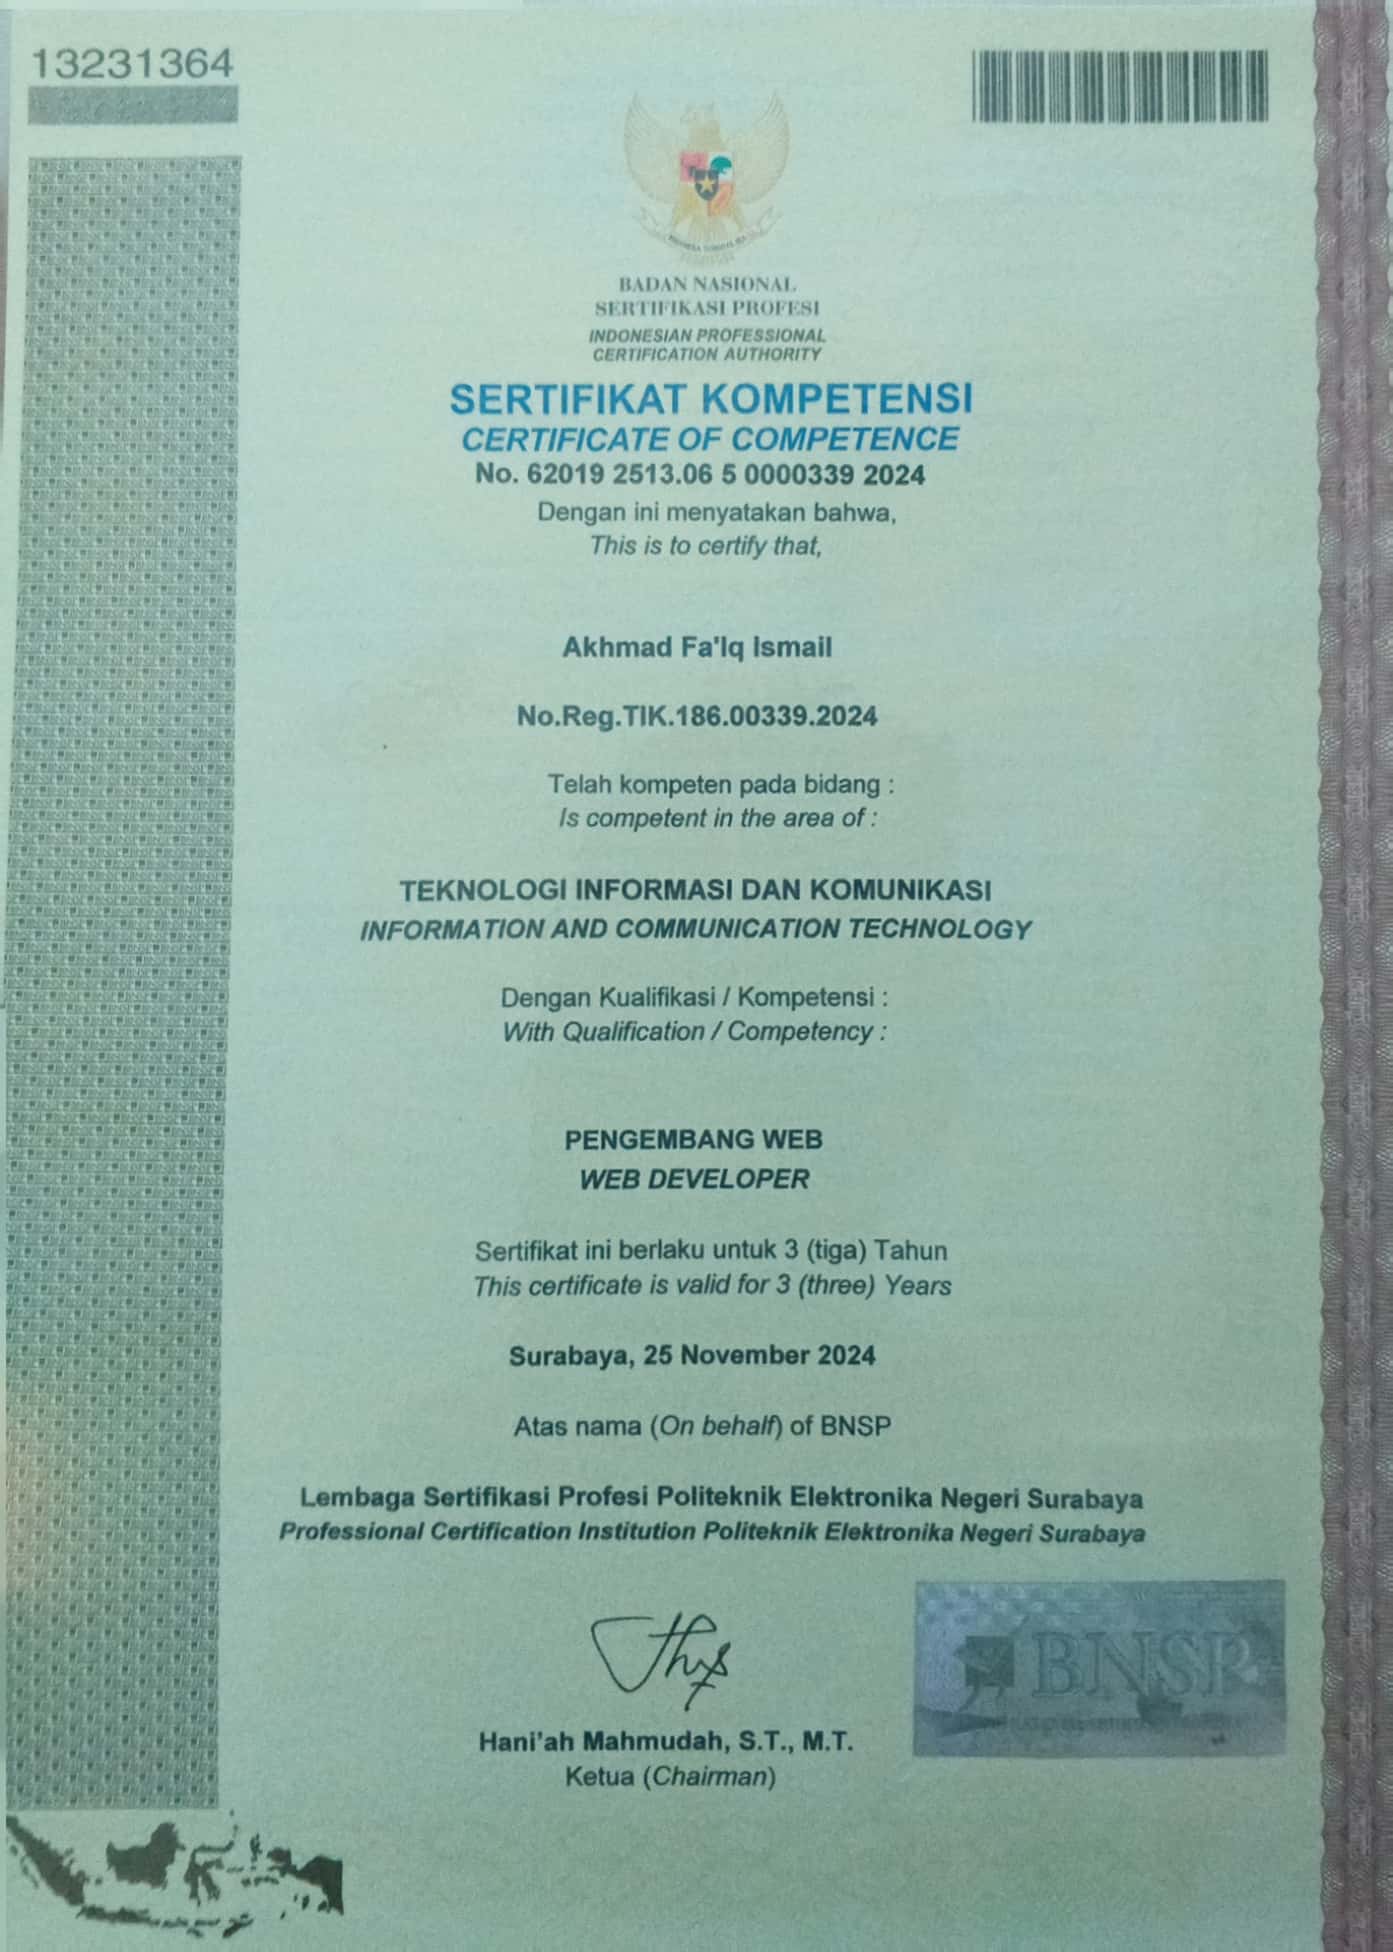 13231364
BADAN NASIONAL
SERTIFIKASI PROFESI
INDONESIAN PROFESSIONAL
CERTIFICATION AUTHORITY
SERTIFIKAT KOMPETENSI
CERTIFICATE OF COMPETENCE
No. 62019 2513.06 5 0000339 2024
Dengan ini menyatakan bahwa,
This is to certify that,
Akhmad Fa'Iq Ismail
No.Reg.TIK.186.00339.2024
Telah kompeten pada bidang :
Is competent in the area of :
TEKNOLOGI INFORMASI DAN KOMUNIKASI
INFORMATION AND COMMUNICATION TECHNOLOGY
Dengan Kualifikasi / Kompetensi :
With Qualification / Competency :
PENGEMBANG WEB
WEB DEVELOPER
Sertifikat ini berlaku untuk 3 (tiga) Tahun
This certificate is valid for 3 (three) Years
Surabaya, 25 November 2024
Atas nama (On behalf) of BNSP
Lembaga Sertifikasi Profesi Politeknik Elektronika Negeri Surabaya
Professional Certification Institution Politeknik Elektronika Negeri Surabaya
BNSP
Hani'ah Mahmudah, S.T., M.T.
Ketua (Chairman)